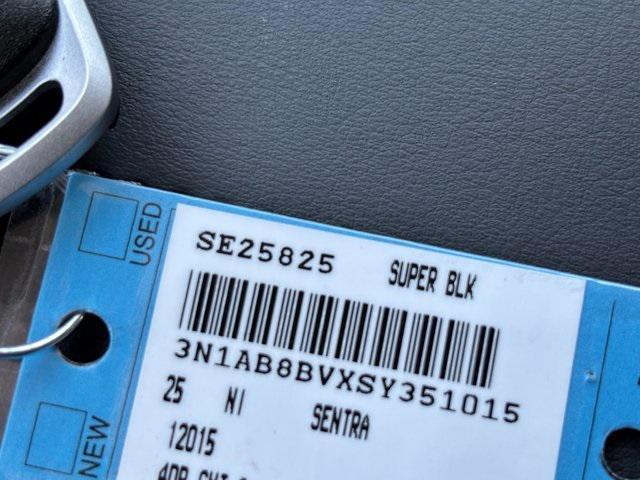 USED
SE25825 SUPER BLK
3N1AB8BVXSY351015
25 NI SENTRA
12015
NEW